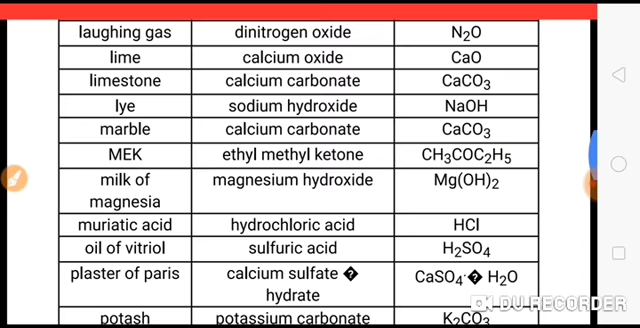 laughing gas dinitrogen oxide N₂O
lime calcium oxide CaO
limestone calcium carbonate CaCO₃
lye sodium hydroxide NaOH
marble calcium carbonate CaCO₃
MEK ethyl methyl ketone CH₃COC₂H₅
milk of magnesium hydroxide Mg(OH)₂
magnesia
muriatic acid hydrochloric acid HCl
oil of vitriol sulfuric acid H₂SO₄
plaster of paris calcium sulfate � CaSO₄·� H₂O
hydrate
potash potassium carbonate K₂CO₃
DU RECORDER